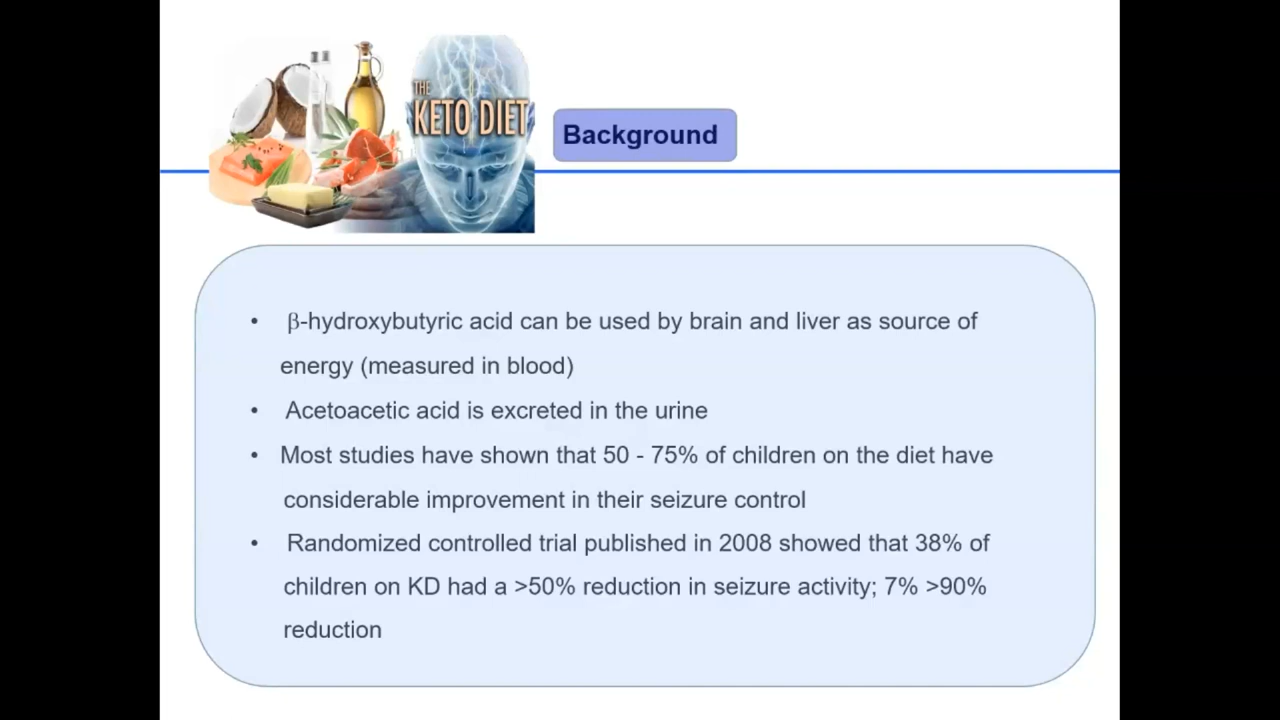 THE
KETO DIET
Background
• β-hydroxybutyric acid can be used by brain and liver as source of
energy (measured in blood)
• Acetoacetic acid is excreted in the urine
• Most studies have shown that 50 - 75% of children on the diet have
considerable improvement in their seizure control
• Randomized controlled trial published in 2008 showed that 38% of
children on KD had a >50% reduction in seizure activity; 7% >90%
reduction